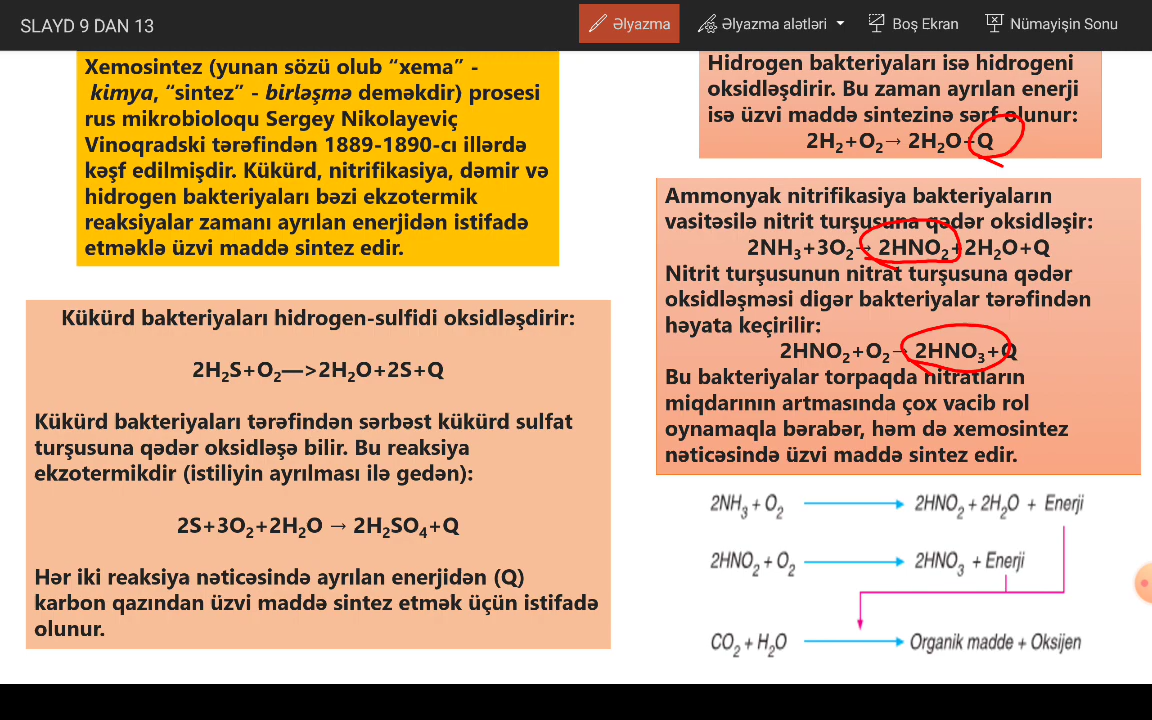 SLAYD 9 DAN 13
Əlyazma
Əlyazma alətləri
Boş Ekran
Nümayişin Sonu
Xemosintez (yunan sözü olub “xema” -
kimya, “sintez” - birləşmə deməkdir) prosesi
rus mikrobioloqu Sergey Nikolayeviç
Vinoqradski tərəfindən 1889-1890-cı illərdə
kəşf edilmişdir. Kükürd, nitrifikasiya, dəmir və
hidrogen bakteriyaları bəzi ekzotermik
reaksiyalar zamanı ayrılan enerjidən istifadə
etməklə üzvi maddə sintez edir.
Kükürd bakteriyaları hidrogen-sulfidi oksidləşdirir:
2H₂S+O₂—>2H₂O+2S+Q
Kükürd bakteriyaları tərəfindən sərbəst kükürd sulfat
turşusuna qədər oksidləşə bilir. Bu reaksiya
ekzotermikdir (istiliyin ayrılması ilə gedən):
2S+3O₂+2H₂O → 2H₂SO₄+Q
Hər iki reaksiya nəticəsində ayrılan enerjidən (Q)
karbon qazından üzvi maddə sintez etmək üçün istifadə
olunur.
Hidrogen bakteriyaları isə hidrogeni
oksidləşdirir. Bu zaman ayrılan enerji
isə üzvi maddə sintezinə sərf olunur:
2H₂+O₂→ 2H₂O+Q
Ammonyak nitrifikasiya bakteriyaların
vasitəsilə nitrit turşusuna qədər oksidləşir:
2NH₃+3O₂→ 2HNO₂+2H₂O+Q
Nitrit turşusunun nitrat turşusuna qədər
oksidləşməsi digər bakteriyalar tərəfindən
həyata keçirilir:
2HNO₂+O₂→ 2HNO₃+Q
Bu bakteriyalar torpaqda nitratların
miqdarının artmasında çox vacib rol
oynamaqla bərabər, həm də xemosintez
nəticəsində üzvi maddə sintez edir.
2NH₃ + O₂ → 2HNO₂ + 2H₂O + Enerji
2HNO₂ + O₂ → 2HNO₃ + Enerji
CO₂ + H₂O → Organik madde + Oksijen